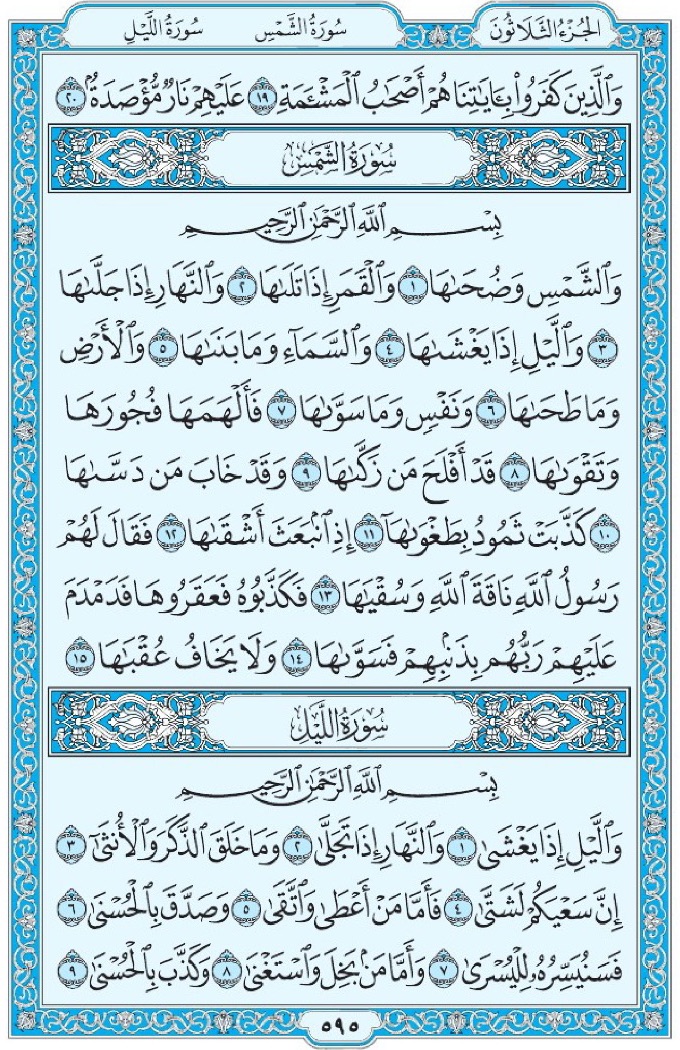 الجُزْءُ الثَّلَاثُونَ سُورَةُ الشَّمْسِ سُورَةُ اللَّيْلِ
وَٱلَّذِينَ كَفَرُوا۟ بِـَٔايَـٰتِنَا هُمْ أَصْحَـٰبُ ٱلْمَشْـَٔمَةِ ١٩ عَلَيْهِمْ نَارٌ مُّؤْصَدَةٌۢ ٢٠
سُورَةُ الشَّمْسِ
بِسْمِ ٱللَّهِ ٱلرَّحْمَـٰنِ ٱلرَّحِيمِ
وَٱلشَّمْسِ وَضُحَىٰهَا ١ وَٱلْقَمَرِ إِذَا تَلَىٰهَا ٢ وَٱلنَّهَارِ إِذَا جَلَّىٰهَا
٣ وَٱلَّيْلِ إِذَا يَغْشَىٰهَا ٤ وَٱلسَّمَآءِ وَمَا بَنَىٰهَا ٥ وَٱلْأَرْضِ
وَمَا طَحَىٰهَا ٦ وَنَفْسٍ وَمَا سَوَّىٰهَا ٧ فَأَلْهَمَهَا فُجُورَهَا
وَتَقْوَىٰهَا ٨ قَدْ أَفْلَحَ مَن زَكَّىٰهَا ٩ وَقَدْ خَابَ مَن دَسَّىٰهَا
١٠ كَذَّبَتْ ثَمُودُ بِطَغْوَىٰهَآ ١١ إِذِ ٱنۢبَعَثَ أَشْقَىٰهَا ١٢ فَقَالَ لَهُمْ
رَسُولُ ٱللَّهِ نَاقَةَ ٱللَّهِ وَسُقْيَـٰهَا ١٣ فَكَذَّبُوهُ فَعَقَرُوهَا فَدَمْدَمَ
عَلَيْهِمْ رَبُّهُم بِذَنۢبِهِمْ فَسَوَّىٰهَا ١٤ وَلَا يَخَافُ عُقْبَـٰهَا ١٥
سُورَةُ اللَّيْلِ
بِسْمِ ٱللَّهِ ٱلرَّحْمَـٰنِ ٱلرَّحِيمِ
وَٱلَّيْلِ إِذَا يَغْشَىٰ ١ وَٱلنَّهَارِ إِذَا تَجَلَّىٰ ٢ وَمَا خَلَقَ ٱلذَّكَرَ وَٱلْأُنثَىٰٓ ٣
إِنَّ سَعْيَكُمْ لَشَتَّىٰ ٤ فَأَمَّا مَنْ أَعْطَىٰ وَٱتَّقَىٰ ٥ وَصَدَّقَ بِٱلْحُسْنَىٰ ٦
فَسَنُيَسِّرُهُۥ لِلْيُسْرَىٰ ٧ وَأَمَّا مَنۢ بَخِلَ وَٱسْتَغْنَىٰ ٨ وَكَذَّبَ بِٱلْحُسْنَىٰ ٩
٥٩٥